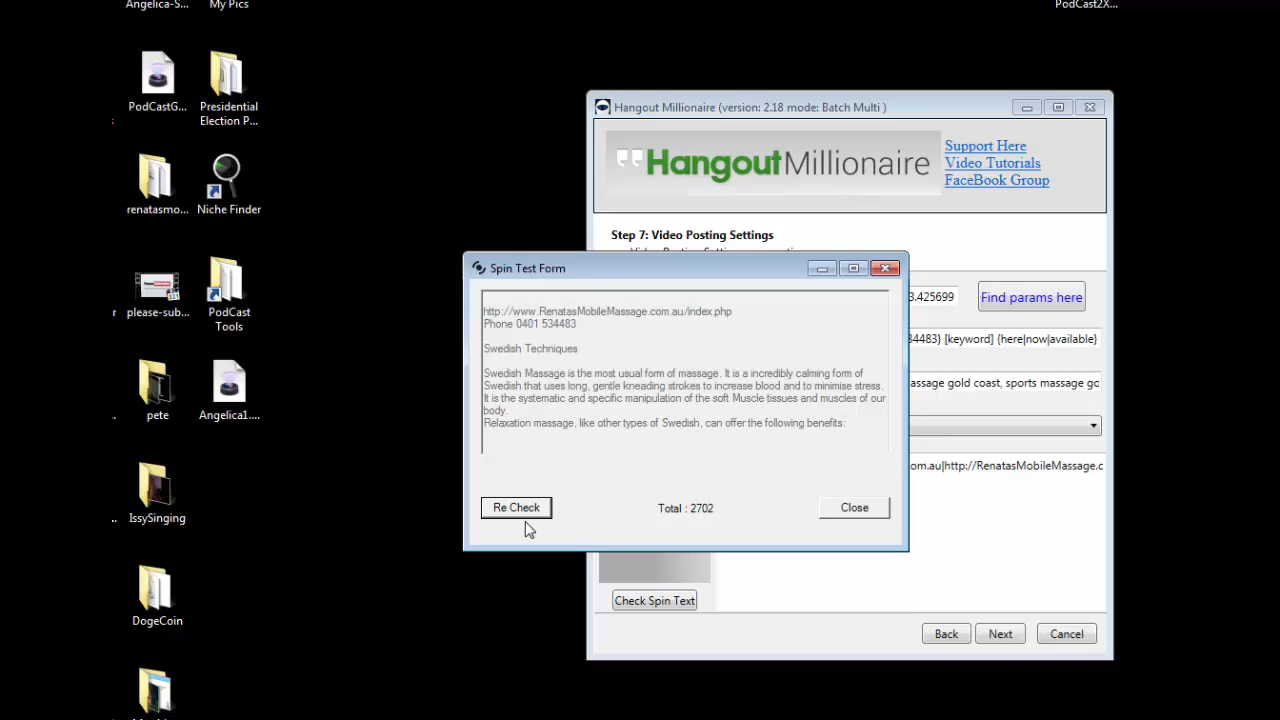 Angelica-S...
My Pics
PodCast2X...
PodCastG...
Presidential
Election P...
renatasmo...
Niche Finder
please-sub...
PodCast
Tools
pete
Angelica1....
IssySinging
DogeCoin
Hangout Millionaire (version: 2.18 mode: Batch Multi )
HangoutMillionaire
Support Here
Video Tutorials
FaceBook Group
Step 7: Video Posting Settings
3.425699
Find params here
34483} [keyword] {here|now|available}
assage gold coast, sports massage gc
om.au|http://RenatasMobileMassage.c
Spin Test Form
http://www.RenatasMobileMassage.com.au/index.php
Phone 0401 534483
Swedish Techniques
Swedish Massage is the most usual form of massage. It is a incredibly calming form of
Swedish that uses long, gentle kneading strokes to increase blood and to minimise stress.
It is the systematic and specific manipulation of the soft Muscle tissues and muscles of our
body.
Relaxation massage, like other types of Swedish, can offer the following benefits:
Re Check
Total : 2702
Close
Check Spin Text
Back
Next
Cancel